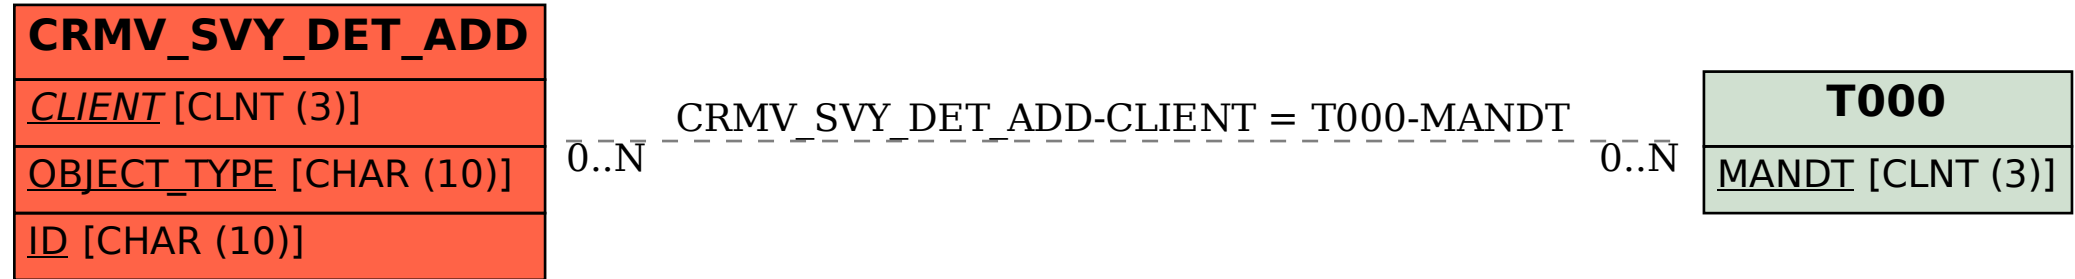 CRMV_SVY_DET_ADD
CLIENT [CLNT (3)]
OBJECT_TYPE [CHAR (10)]
ID [CHAR (10)]
CRMV_SVY_DET_ADD-CLIENT = T000-MANDT
0..N
0..N
T000
MANDT [CLNT (3)]